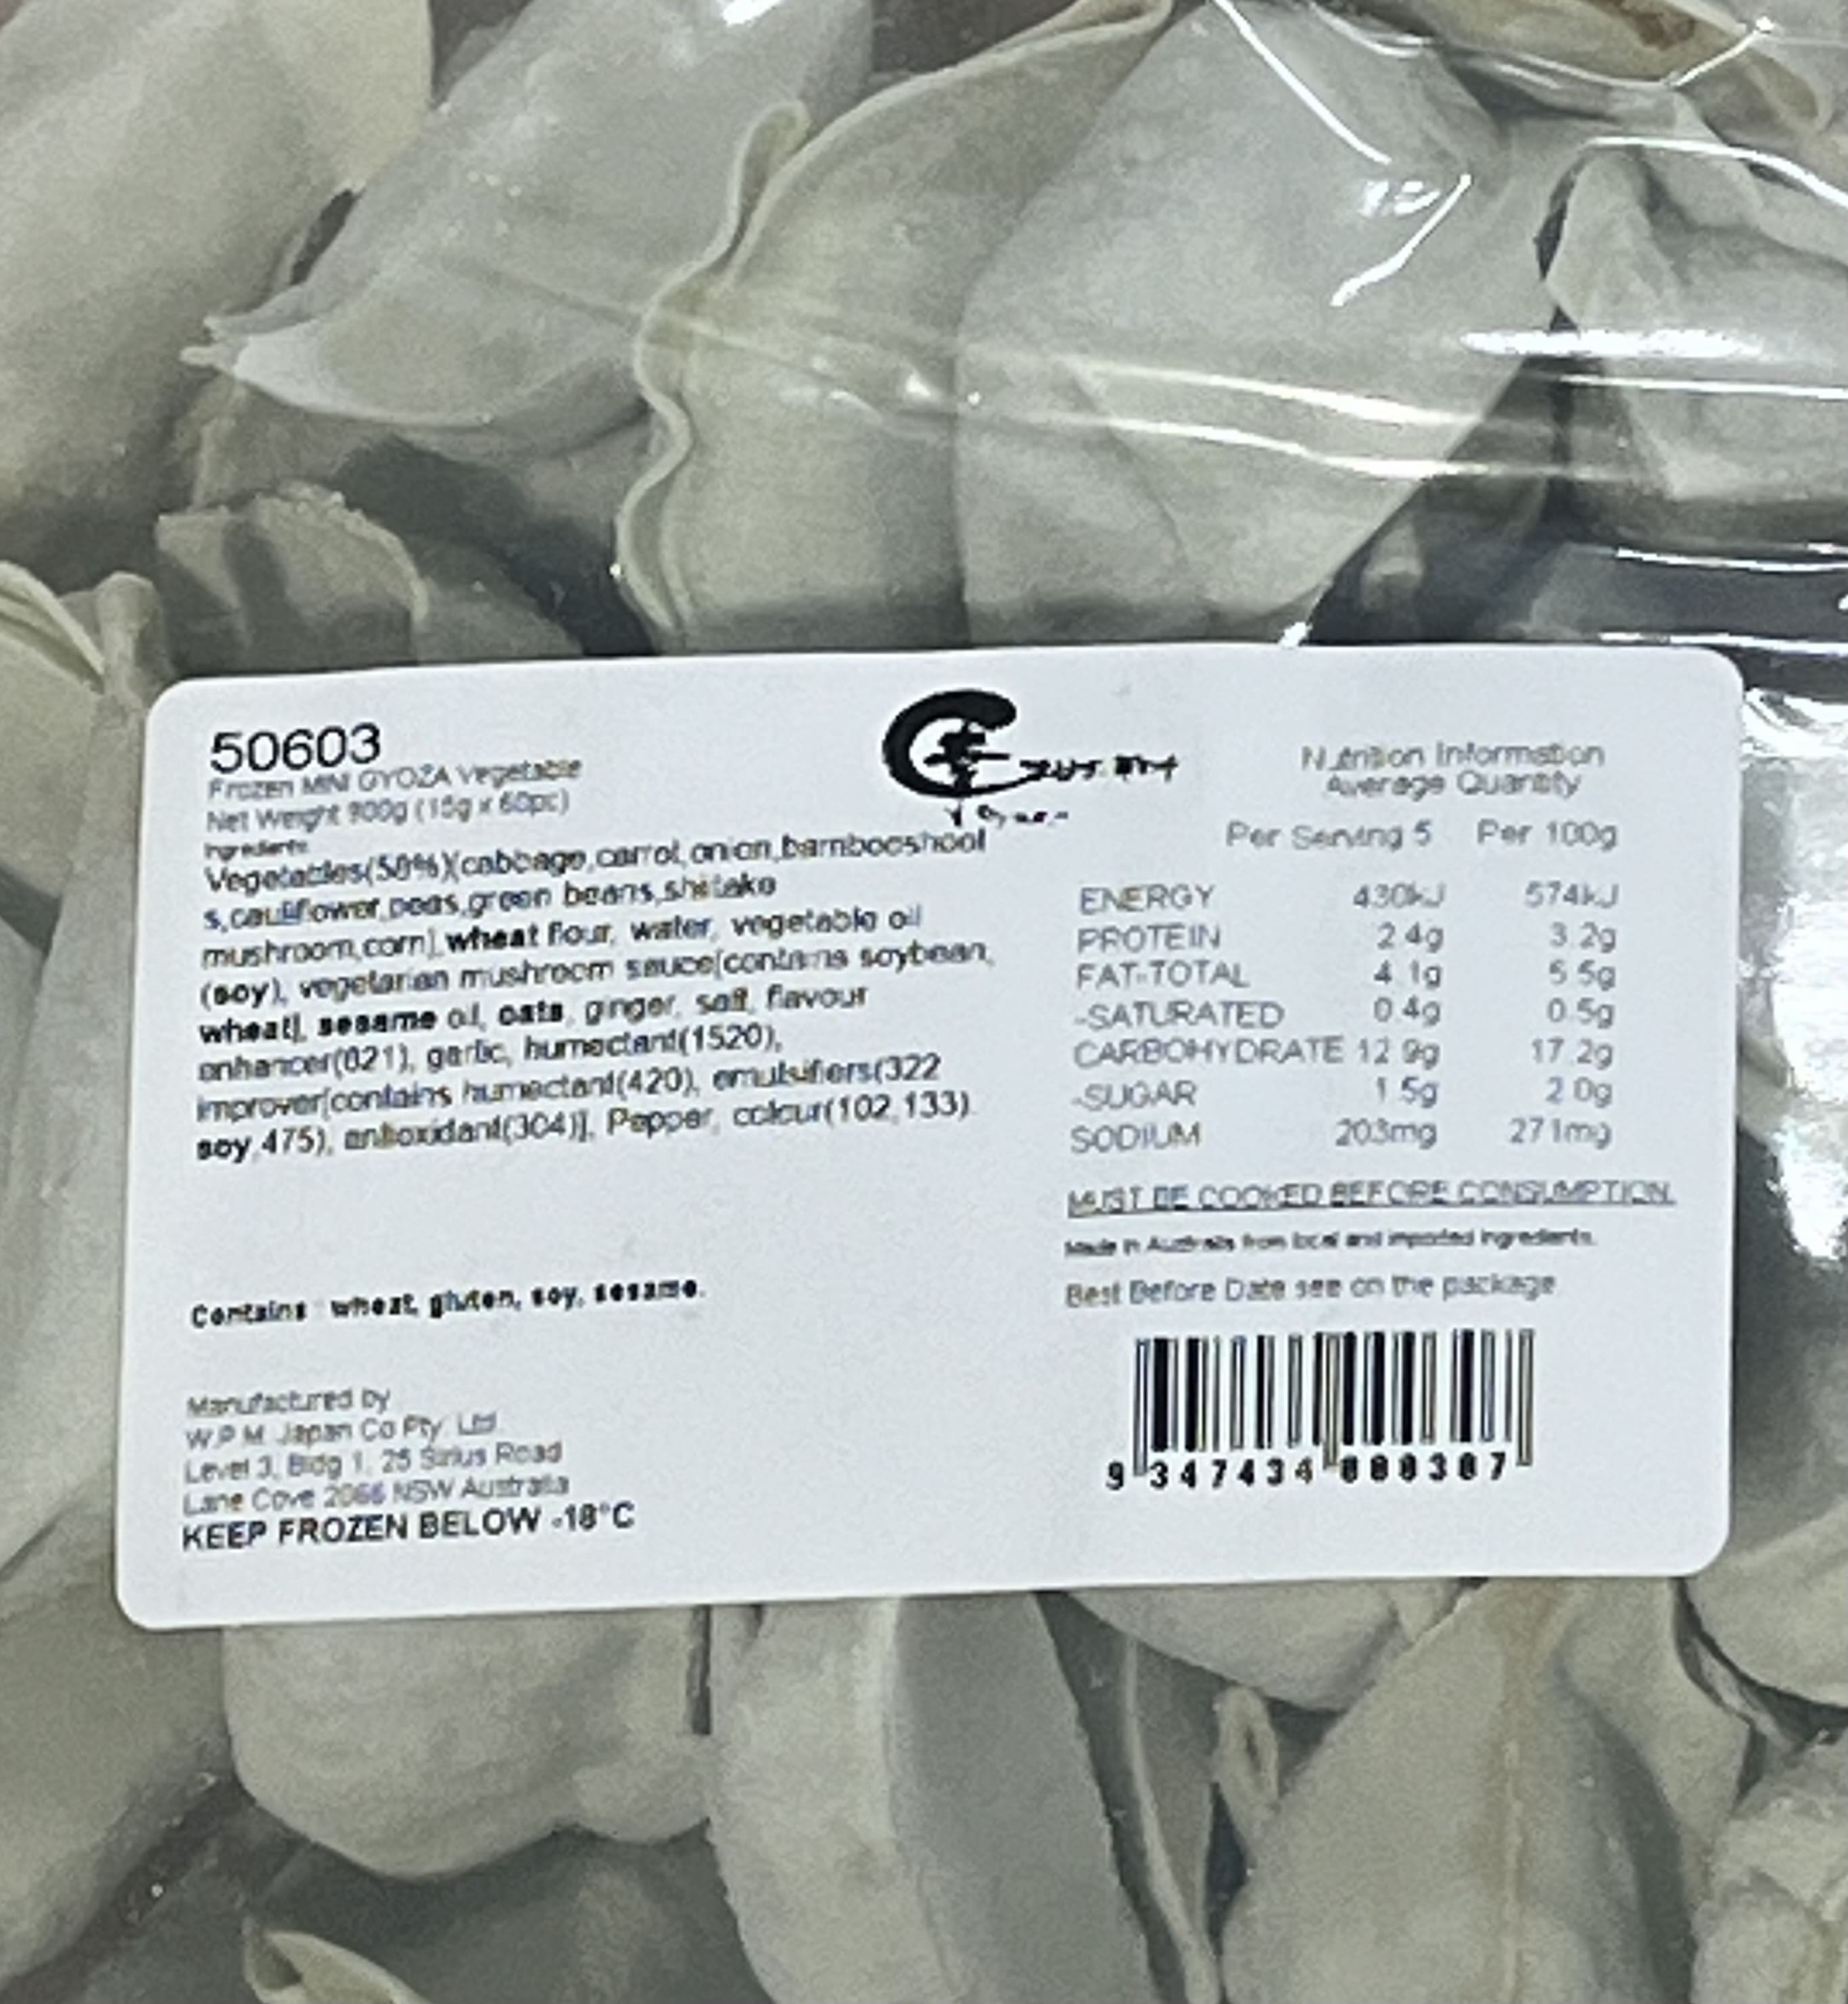 50603
Frozen MINI GYOZA Vegetable
Net Weight 900g (15g x 60pc)
Ingredients
Vegetables(50%)(cabbage,carrot,onion,bambooshoot
s,cauliflower,peas,green beans,shiitake
mushroom,corn], wheat flour, water, vegetable oil
(soy), vegetarian mushroom sauce[contains soybean,
wheat], sesame oil, oats, ginger, salt, flavour
enhancer(621), garlic, humectant(1520),
improver[contains humectant(420), emulsifiers(322
soy,475), antioxidant(304)], Pepper, colour(102,133).
Contains : wheat, gluten, soy, sesame.
Manufactured by
W.P.M. Japan Co Pty. Ltd.
Level 3, Bldg 1, 25 Sirius Road
Lane Cove 2066 NSW Australia
KEEP FROZEN BELOW -18°C
Nutrition Information
Average Quantity
Per Serving 5 Per 100g
ENERGY 430kJ 574kJ
PROTEIN 2.4g 3.2g
FAT-TOTAL 4.1g 5.5g
-SATURATED 0.4g 0.5g
CARBOHYDRATE 12.9g 17.2g
-SUGAR 1.5g 2.0g
SODIUM 203mg 271mg
MUST BE COOKED BEFORE CONSUMPTION.
Made in Australia from local and imported ingredients.
Best Before Date see on the package
9 347434